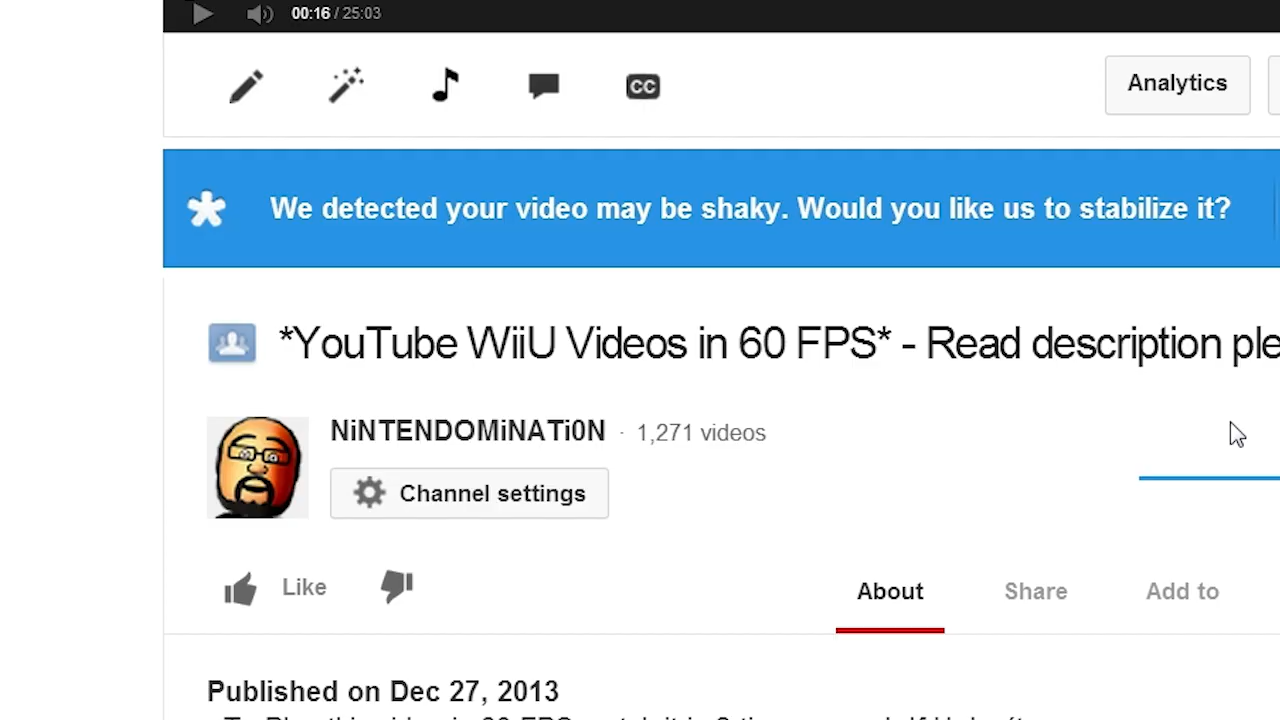 00:16 / 25:03
CC
Analytics
We detected your video may be shaky. Would you like us to stabilize it?
*YouTube WiiU Videos in 60 FPS* - Read description ple
NiNTENDOMiNATi0N · 1,271 videos
Channel settings
Like
About Share Add to
Published on Dec 27, 2013